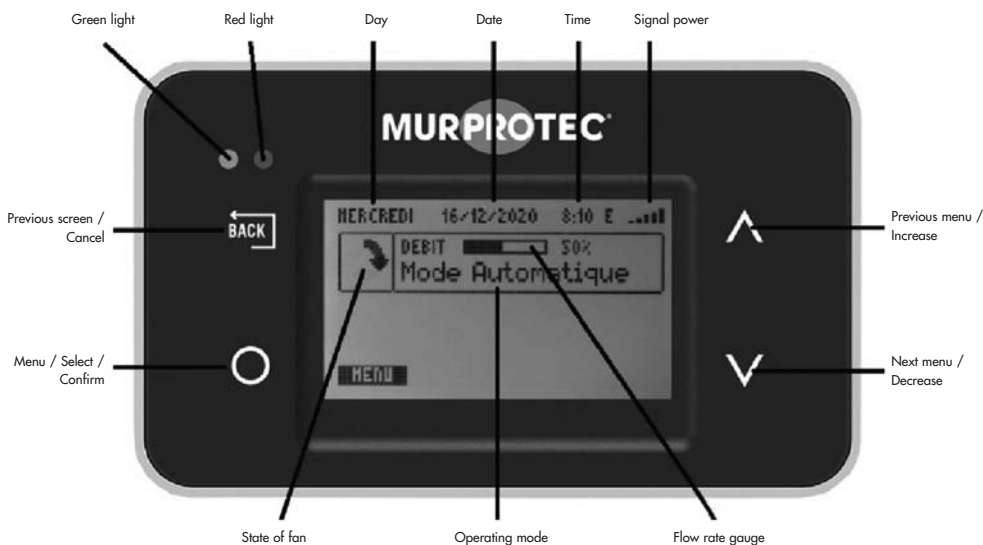 Green light
Red light
Day
Date
Time
Signal power
MURPROTEC
MERCREDI 16/12/2020 8:10 E
Previous screen /
Cancel
BACK
DEBIT 50%
Mode Automatique
Previous menu /
Increase
Menu / Select /
Confirm
MENU
Next menu /
Decrease
State of fan
Operating mode
Flow rate gauge